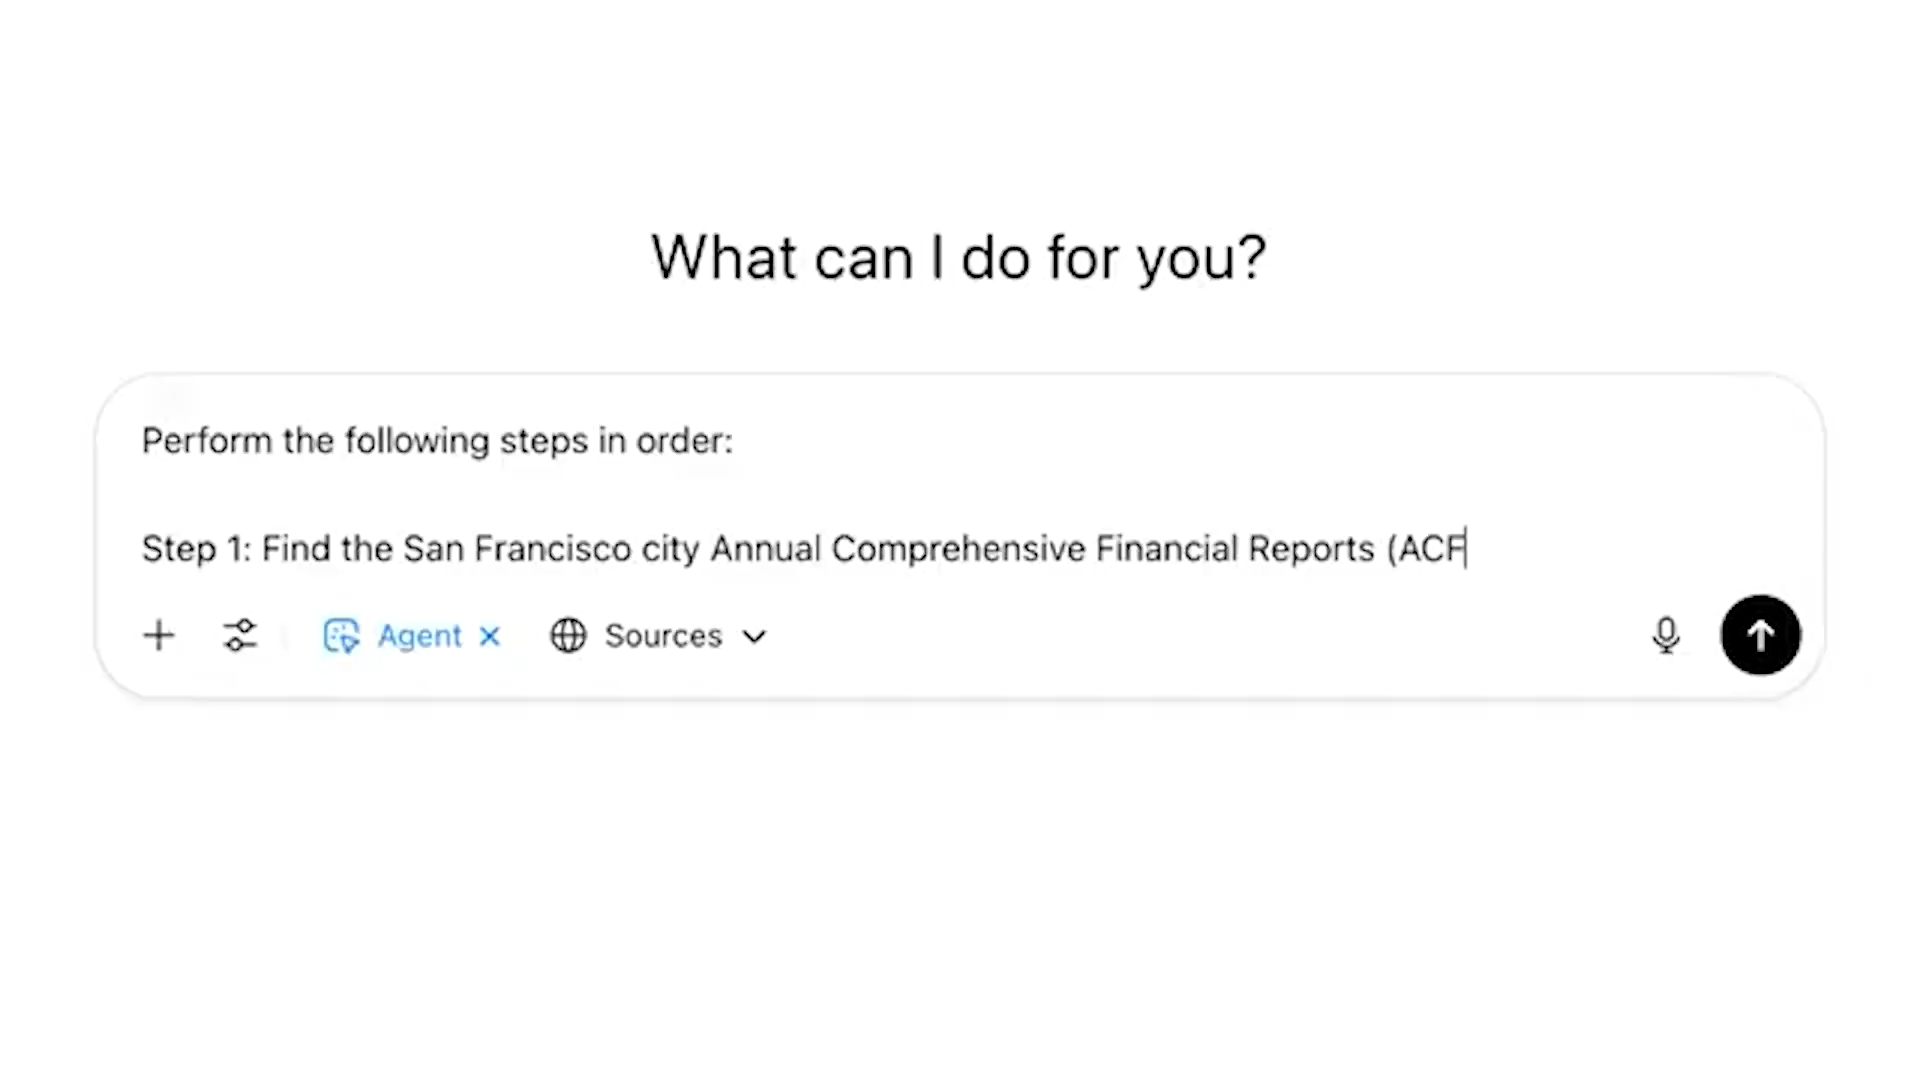 What can I do for you?
Perform the following steps in order:
Step 1: Find the San Francisco city Annual Comprehensive Financial Reports (ACF
Agent Sources